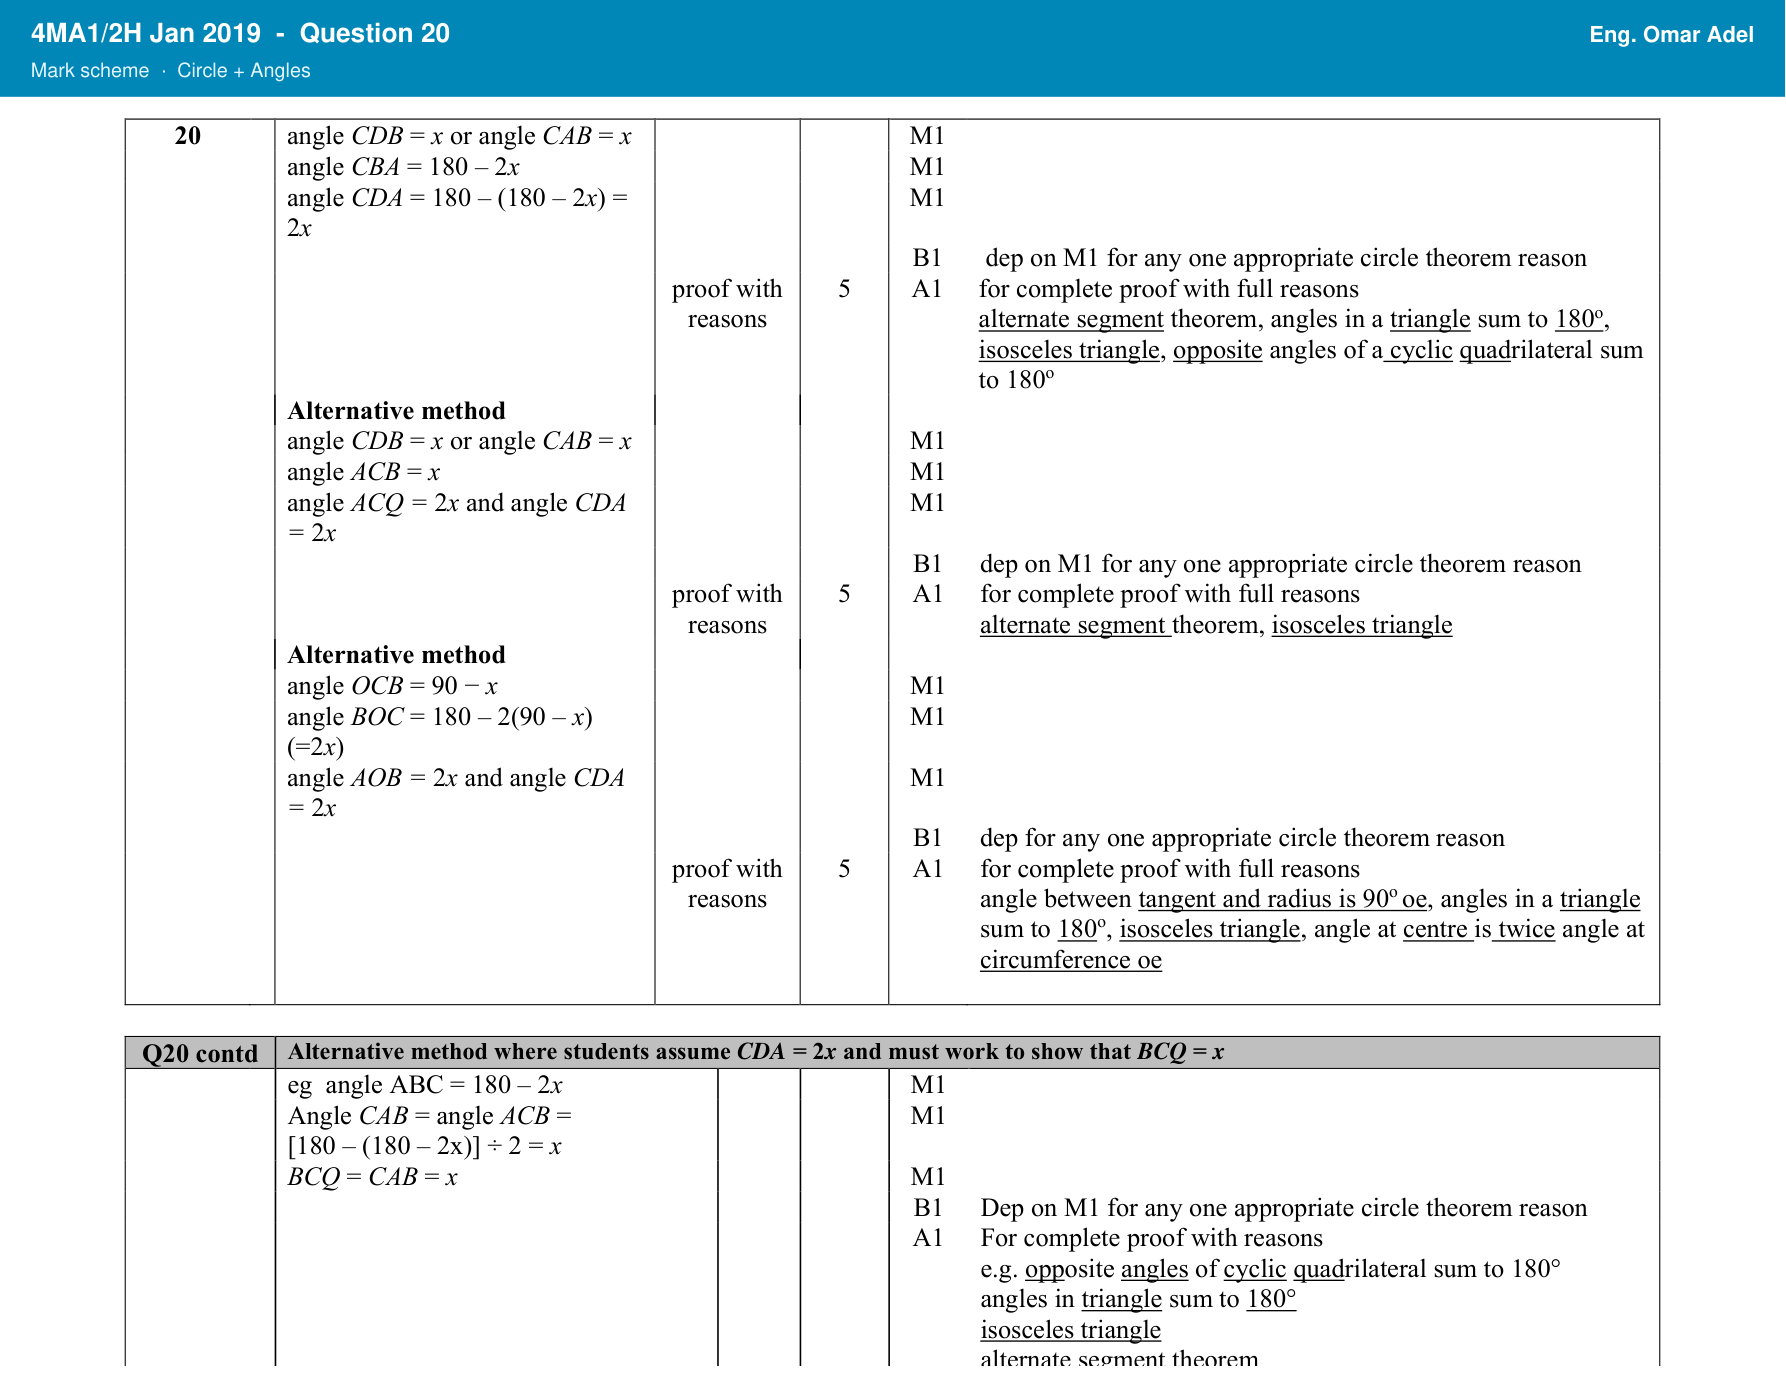 4MA1/2H Jan 2019 - Question 20
Eng. Omar Adel
Mark scheme · Circle + Angles
20
angle CDB = x or angle CAB = x
M1
angle CBA = 180 – 2x
M1
angle CDA = 180 – (180 – 2x) =
M1
2x
B1 dep on M1 for any one appropriate circle theorem reason
proof with 5 A1 for complete proof with full reasons
reasons alternate segment theorem, angles in a triangle sum to 180º,
isosceles triangle, opposite angles of a cyclic quadrilateral sum
to 180º
Alternative method
angle CDB = x or angle CAB = x
M1
angle ACB = x
M1
angle ACQ = 2x and angle CDA
M1
= 2x
B1 dep on M1 for any one appropriate circle theorem reason
proof with 5 A1 for complete proof with full reasons
reasons alternate segment theorem, isosceles triangle
Alternative method
angle OCB = 90 − x
M1
angle BOC = 180 – 2(90 – x)
M1
(=2x)
angle AOB = 2x and angle CDA
M1
= 2x
B1 dep for any one appropriate circle theorem reason
proof with 5 A1 for complete proof with full reasons
reasons angle between tangent and radius is 90º oe, angles in a triangle
sum to 180º, isosceles triangle, angle at centre is twice angle at
circumference oe
Q20 contd Alternative method where students assume CDA = 2x and must work to show that BCQ = x
eg angle ABC = 180 – 2x
M1
Angle CAB = angle ACB =
M1
[180 – (180 – 2x)] ÷ 2 = x
BCQ = CAB = x
M1
B1 Dep on M1 for any one appropriate circle theorem reason
A1 For complete proof with reasons
e.g. opposite angles of cyclic quadrilateral sum to 180°
angles in triangle sum to 180°
isosceles triangle
alternate segment theorem